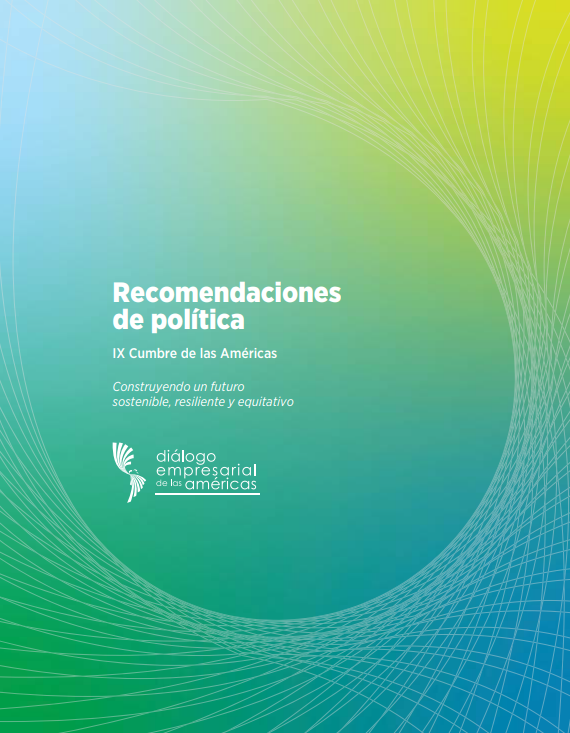 Recomendaciones
de política
IX Cumbre de las Américas
Construyendo un futuro
sostenible, resiliente y equitativo
diálogo
empresarial
de las américas